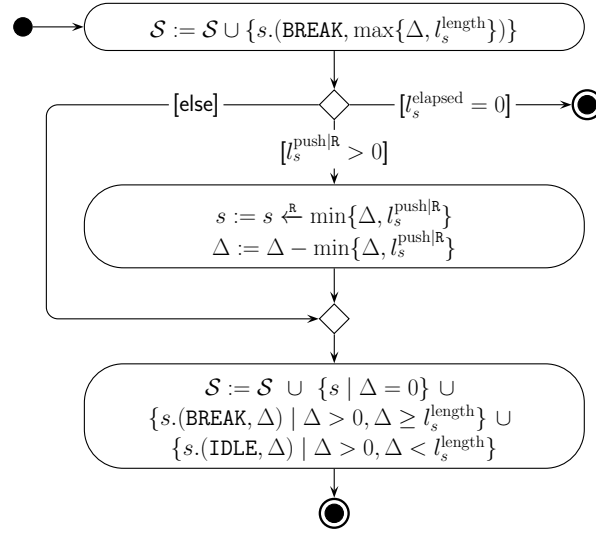 𝒮 := 𝒮 ∪ {s.(BREAK, max{Δ, l_s^length})}
[else]
[l_s^elapsed = 0]
[l_s^push|R > 0]
s := s ←^R min{Δ, l_s^push|R}
Δ := Δ − min{Δ, l_s^push|R}
𝒮 := 𝒮 ∪ {s | Δ = 0} ∪
{s.(BREAK, Δ) | Δ > 0, Δ ≥ l_s^length} ∪
{s.(IDLE, Δ) | Δ > 0, Δ < l_s^length}